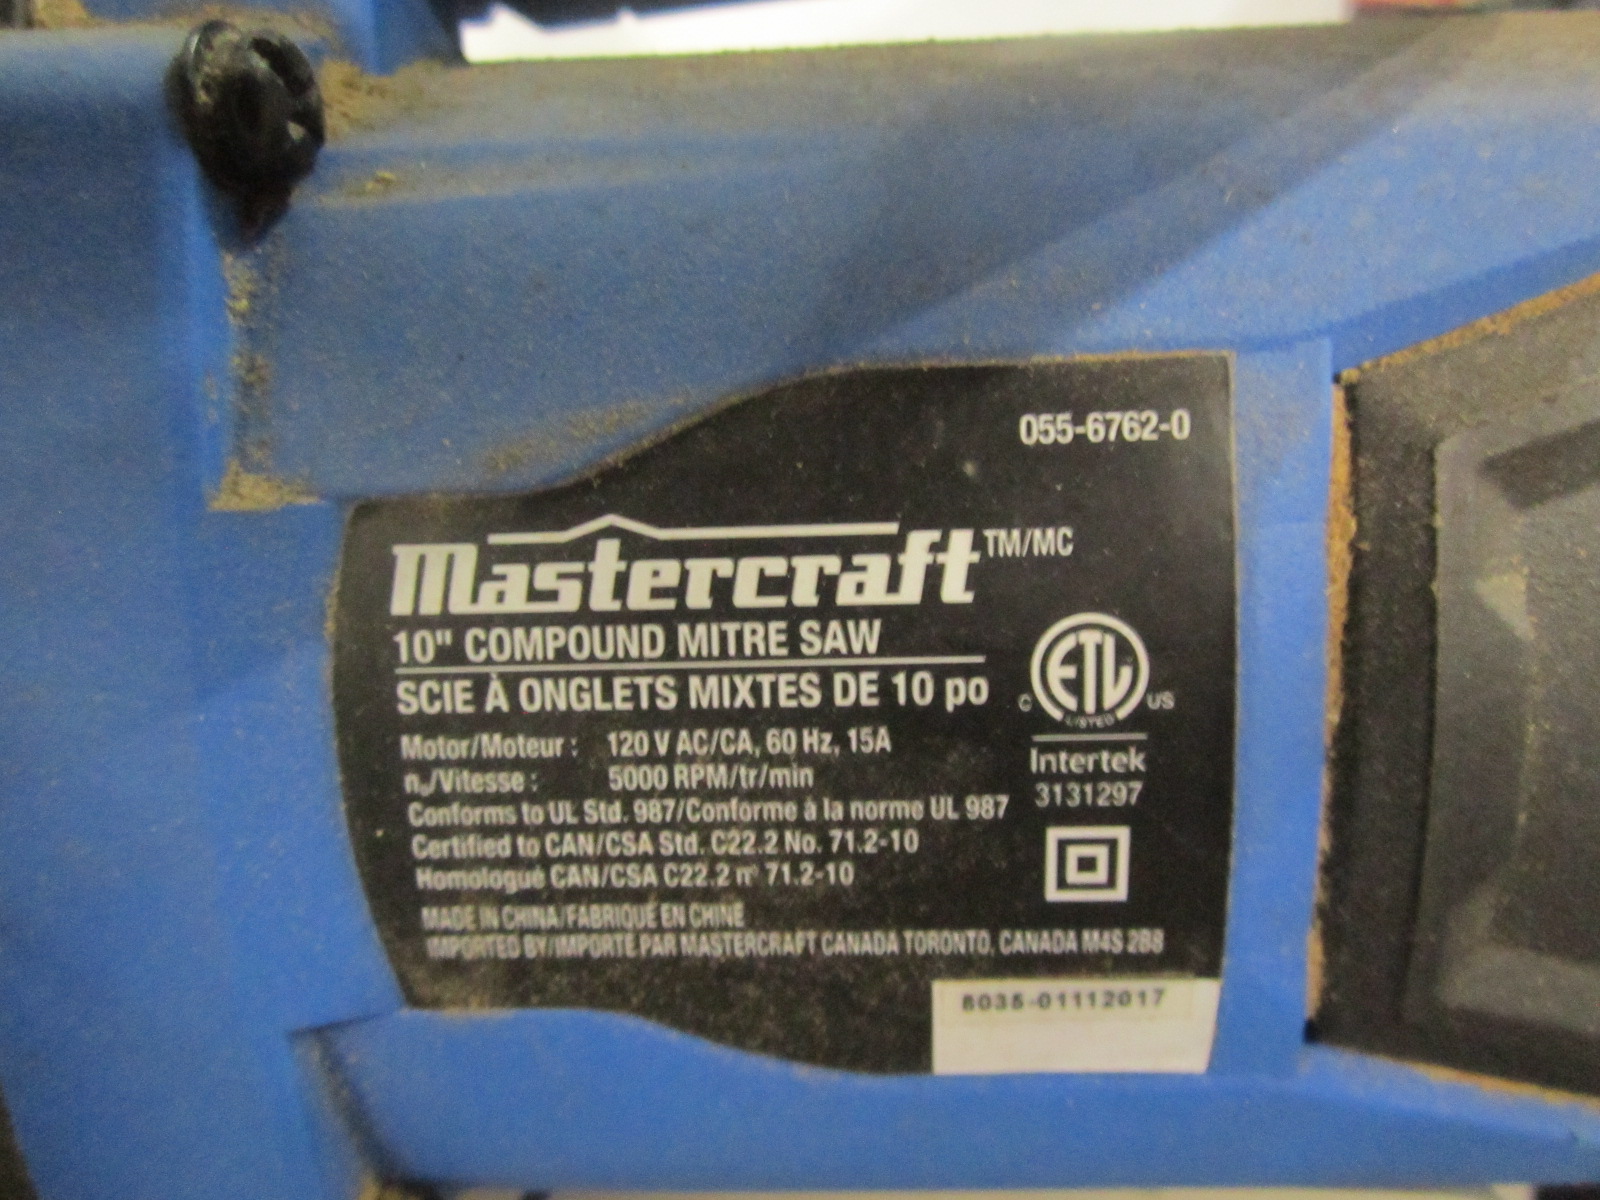 055-6762-0
Mastercraft TM/MC
10" COMPOUND MITRE SAW
SCIE À ONGLETS MIXTES DE 10 po
C ETL US
LISTED
Motor/Moteur : 120 V AC/CA, 60 Hz, 15A
n₀/Vitesse : 5000 RPM/tr/min
Intertek
3131297
Conforms to UL Std. 987/Conforme à la norme UL 987
Certified to CAN/CSA Std. C22.2 No. 71.2-10
Homologué CAN/CSA C22.2 nº 71.2-10
MADE IN CHINA/FABRIQUÉ EN CHINE
IMPORTED BY/IMPORTÉ PAR MASTERCRAFT CANADA TORONTO, CANADA M4S 2B8
8035-01112017